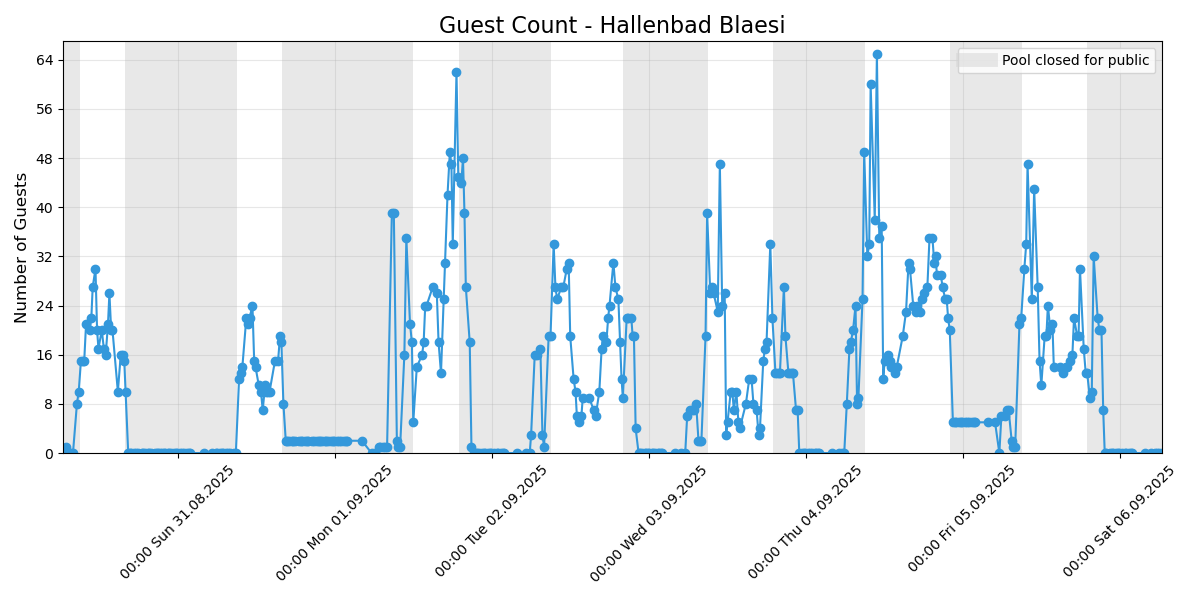 Guest Count - Hallenbad Blaesi
Pool closed for public
Number of Guests
64
56
48
40
32
24
16
8
0
00:00 Sun 31.08.2025
00:00 Mon 01.09.2025
00:00 Tue 02.09.2025
00:00 Wed 03.09.2025
00:00 Thu 04.09.2025
00:00 Fri 05.09.2025
00:00 Sat 06.09.2025